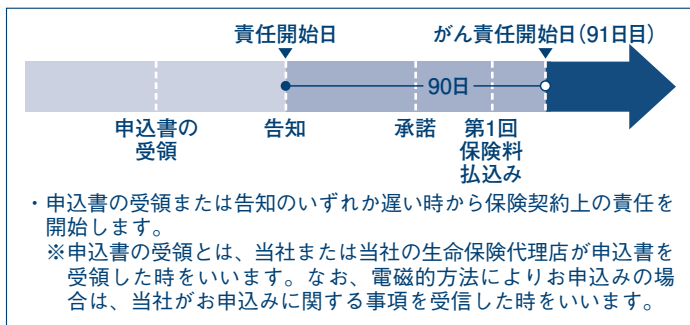 責任開始日
がん責任開始日(91日目)
90日
申込書の
受領
告知
承諾
第1回
保険料
払込み
・申込書の受領または告知のいずれか遅い時から保険契約上の責任を
開始します。
※申込書の受領とは、当社または当社の生命保険代理店が申込書を
受領した時をいいます。なお、電磁的方法によりお申込みの場
合は、当社がお申込みに関する事項を受信した時をいいます。